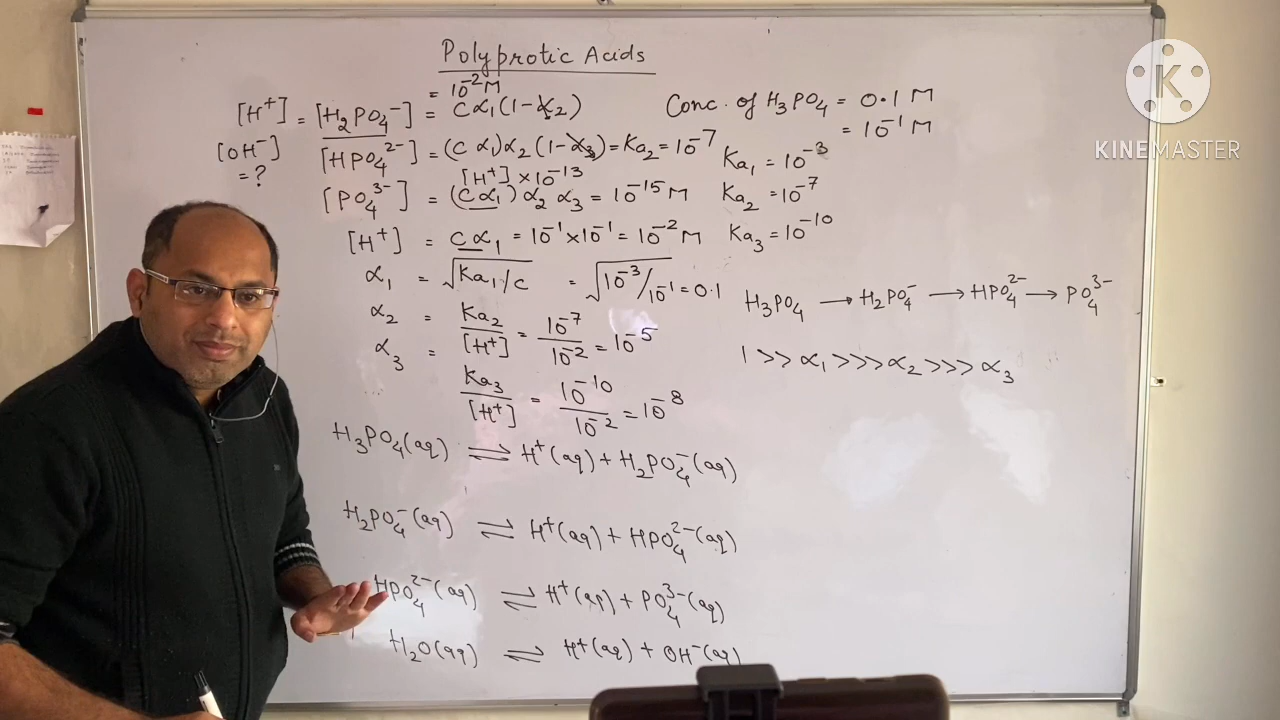 Polyprotic Acids
= 10⁻² M
[H⁺] = [H₂PO₄⁻] = Cα₁(1-α₂)
[OH⁻] = ?
[HPO₄²⁻] = (Cα₁)α₂(1-α₃) = Ka₂ = 10⁻⁷
[H⁺] × 10⁻¹³
[PO₄³⁻] = (Cα₁) α₂ α₃ = 10⁻¹⁵ M
[H⁺] = Cα₁ = 10⁻¹ × 10⁻¹ = 10⁻² M
α₁ = √(Ka₁/C) = √(10⁻³/10⁻¹) = 0.1
α₂ = Ka₂/[H⁺] = 10⁻⁷/10⁻² = 10⁻⁵
α₃ = Ka₃/[H⁺] = 10⁻¹⁰/10⁻² = 10⁻⁸
H₃PO₄(aq) ⇌ H⁺(aq) + H₂PO₄⁻(aq)
H₂PO₄⁻(aq) ⇌ H⁺(aq) + HPO₄²⁻(aq)
HPO₄²⁻(aq) ⇌ H⁺(aq) + PO₄³⁻(aq)
H₂O(aq) ⇌ H⁺(aq) + OH⁻(aq)
Conc. of H₃PO₄ = 0.1 M
= 10⁻¹ M
Ka₁ = 10⁻³
Ka₂ = 10⁻⁷
Ka₃ = 10⁻¹⁰
H₃PO₄ → H₂PO₄⁻ → HPO₄²⁻ → PO₄³⁻
1 >> α₁ >>> α₂ >>> α₃
K
KINEMASTER